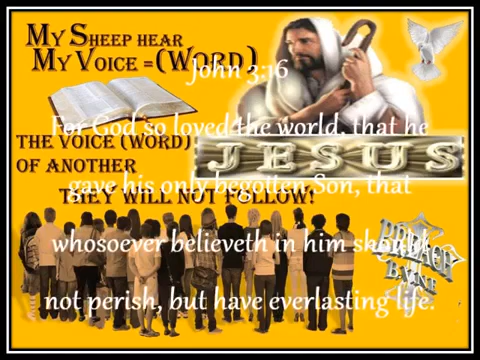 MY SHEEP HEAR
MY VOICE = (WORD)
John 3:16
For God so loved the world, that he
THE VOICE (WORD)
OF ANOTHER
JESUS
gave his only begotten Son, that
THEY WILL NOT FOLLOW!
whosoever believeth in him should
PREACH
not perish, but have everlasting life.